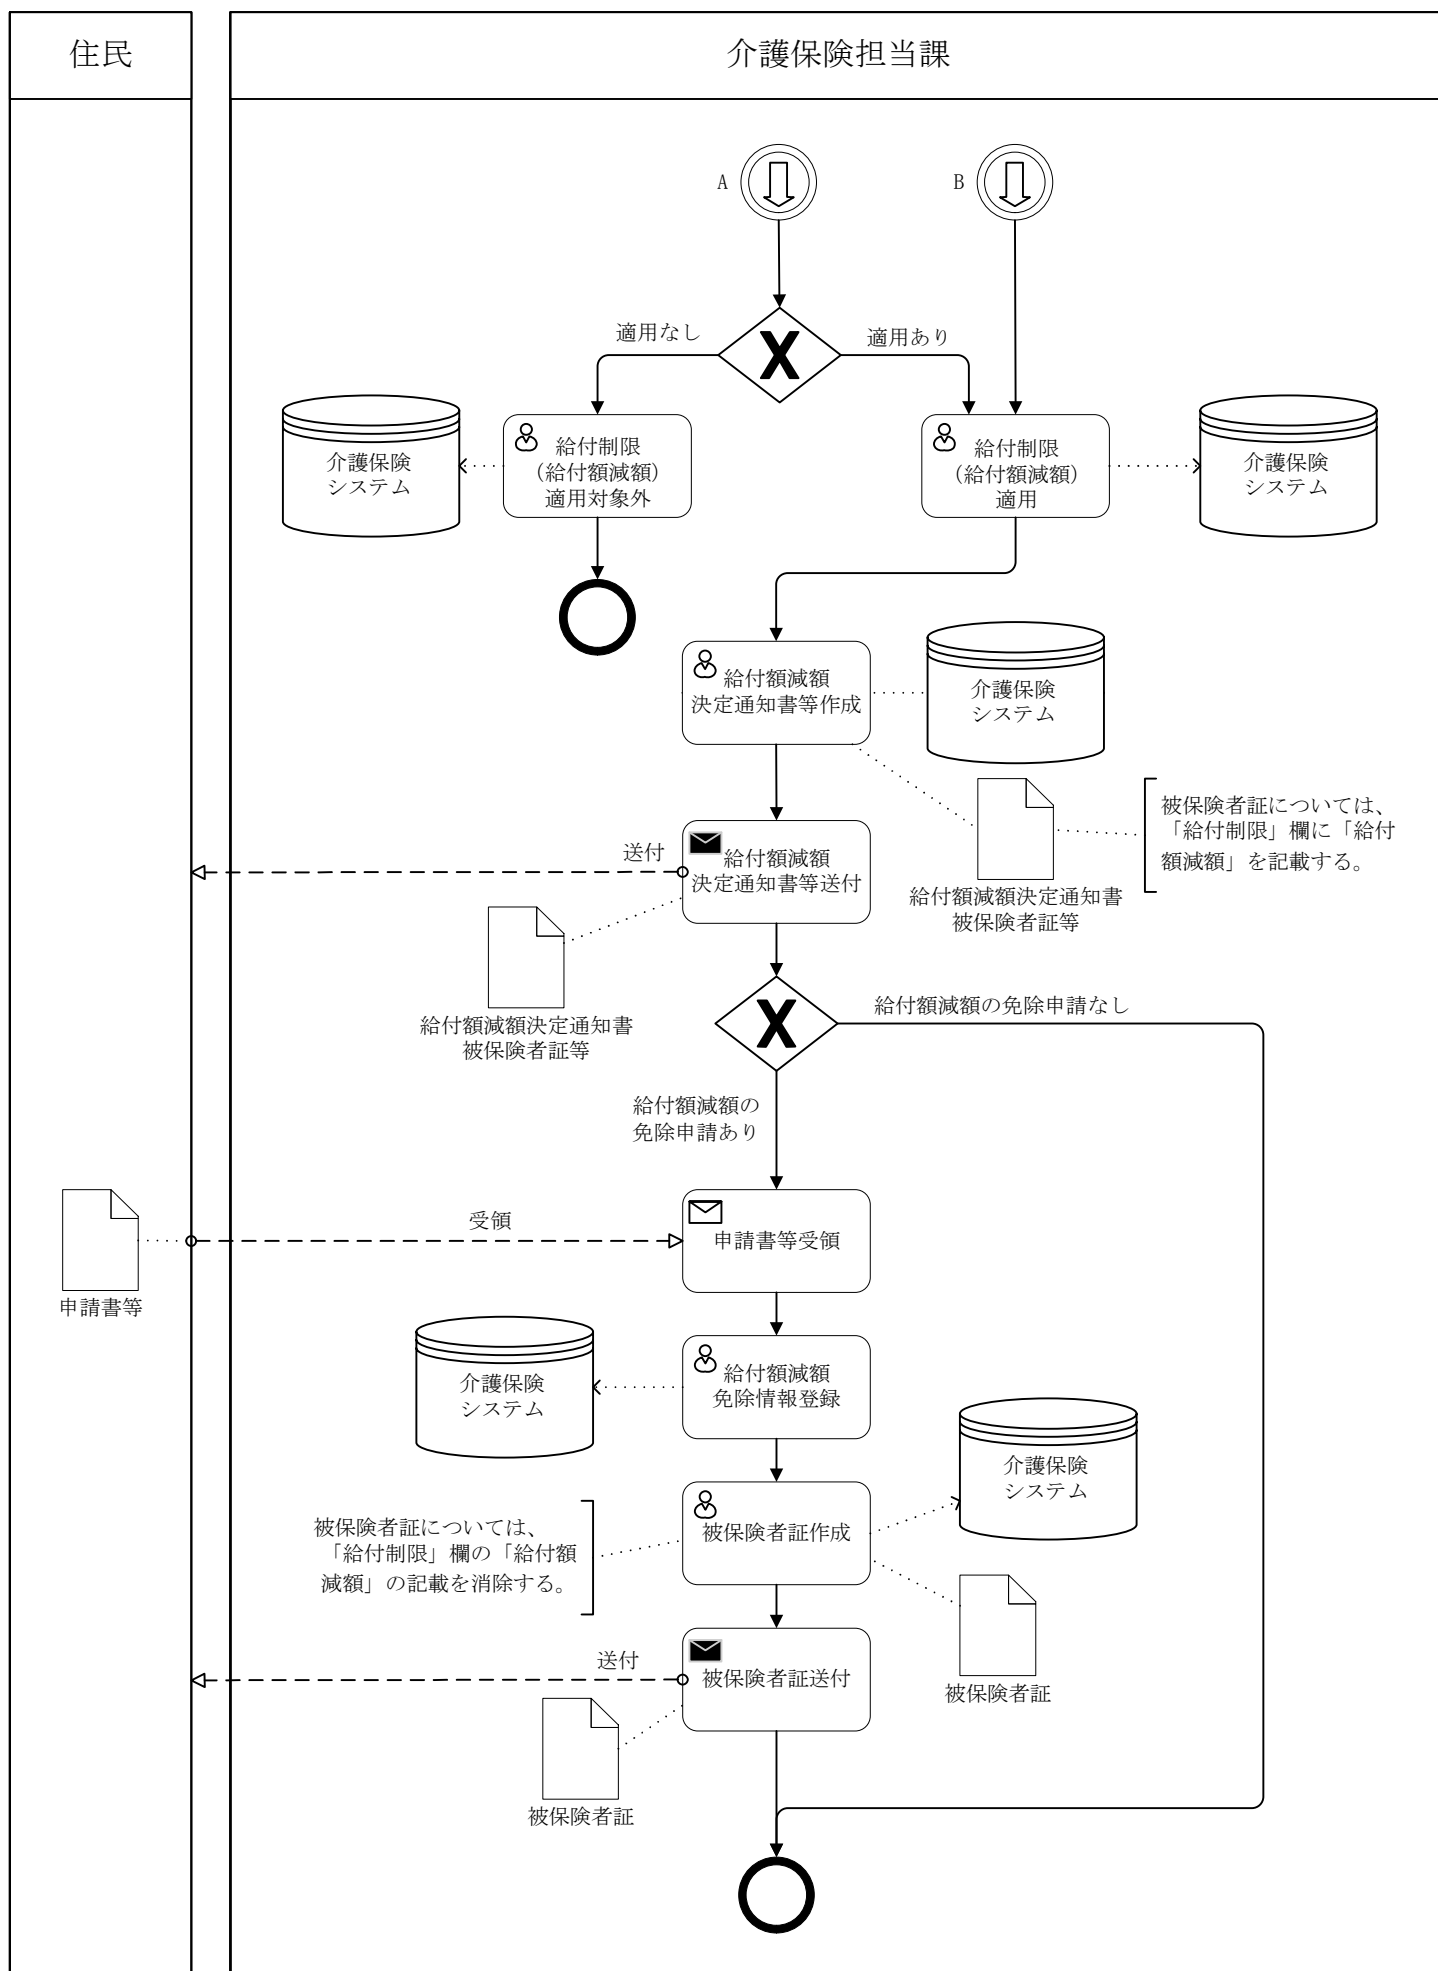 住民
介護保険担当課
A
B
適用なし
適用あり
介護保険
システム
給付制限
（給付額減額）
適用対象外
給付制限
（給付額減額）
適用
介護保険
システム
給付額減額
決定通知書等作成
介護保険
システム
被保険者証については、
「給付制限」欄に「給付
額減額」を記載する。
給付額減額決定通知書
被保険者証等
送付
給付額減額
決定通知書等送付
給付額減額決定通知書
被保険者証等
給付額減額の免除申請なし
給付額減額の
免除申請あり
申請書等
受領
申請書等受領
介護保険
システム
給付額減額
免除情報登録
介護保険
システム
被保険者証については、
「給付制限」欄の「給付額
減額」の記載を消除する。
被保険者証作成
被保険者証
送付
被保険者証送付
被保険者証